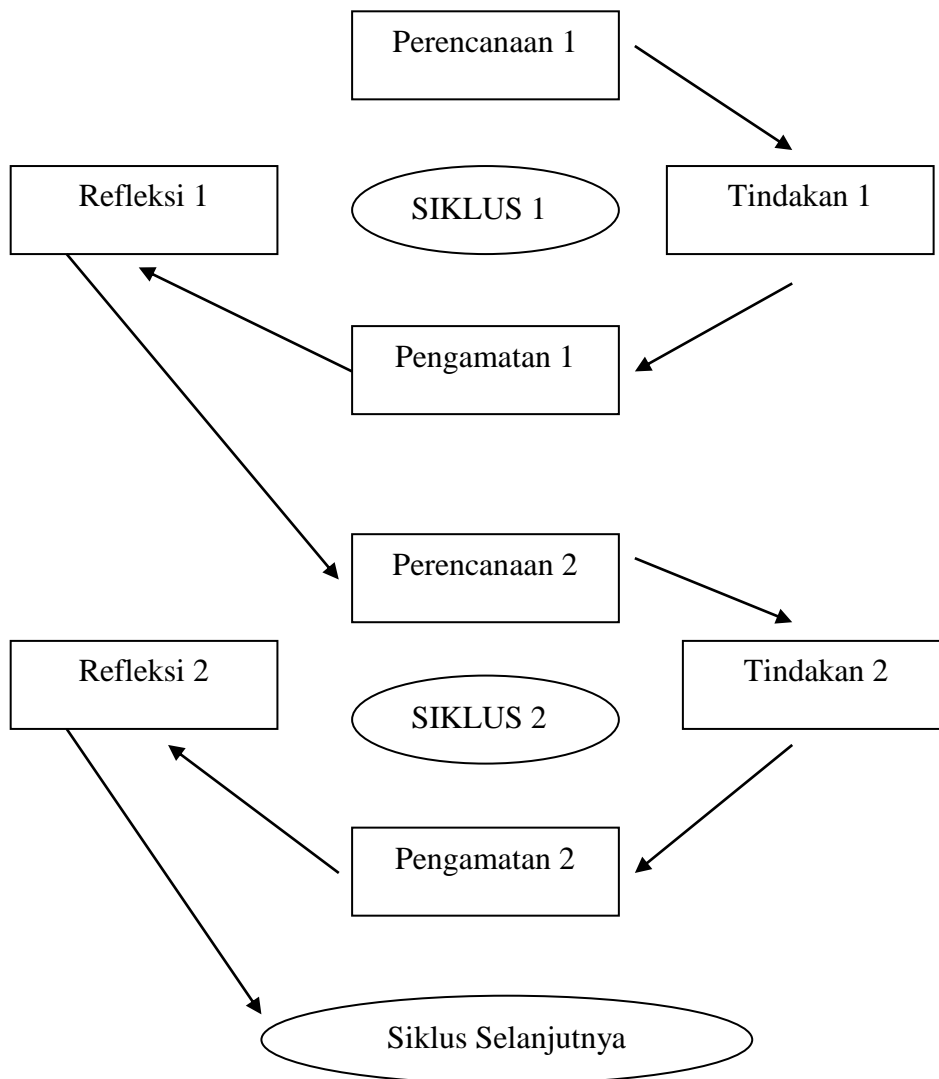 Perencanaan 1
Refleksi 1
SIKLUS 1
Tindakan 1
Pengamatan 1
Perencanaan 2
Refleksi 2
SIKLUS 2
Tindakan 2
Pengamatan 2
Siklus Selanjutnya